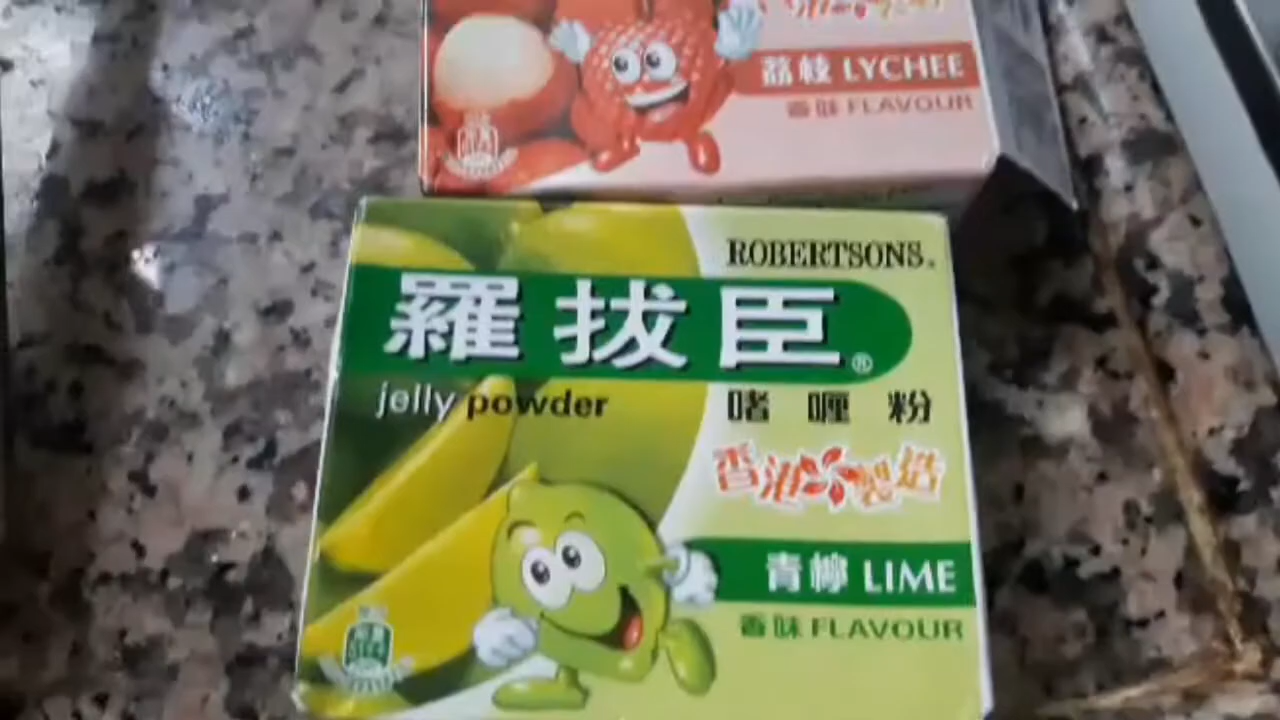 荔枝 LYCHEE
香味 FLAVOUR
ROBERTSONS®
羅拔臣®
jelly powder
啫喱粉
香港製造
青檸 LIME
香味 FLAVOUR